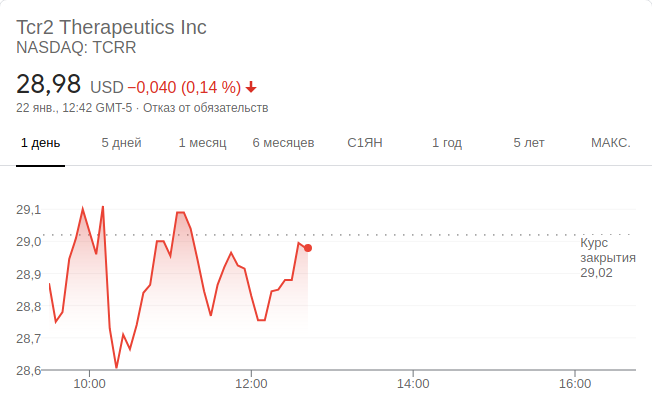 Tcr2 Therapeutics Inc
NASDAQ: TCRR
28,98 USD −0,040 (0,14 %)
22 янв., 12:42 GMT-5 · Отказ от обязательств
1 день 5 дней 1 месяц 6 месяцев С1ЯН 1 год 5 лет МАКС.
29,1
29,0
28,9
28,8
28,7
28,6
Курс
закрытия
29,02
10:00 12:00 14:00 16:00